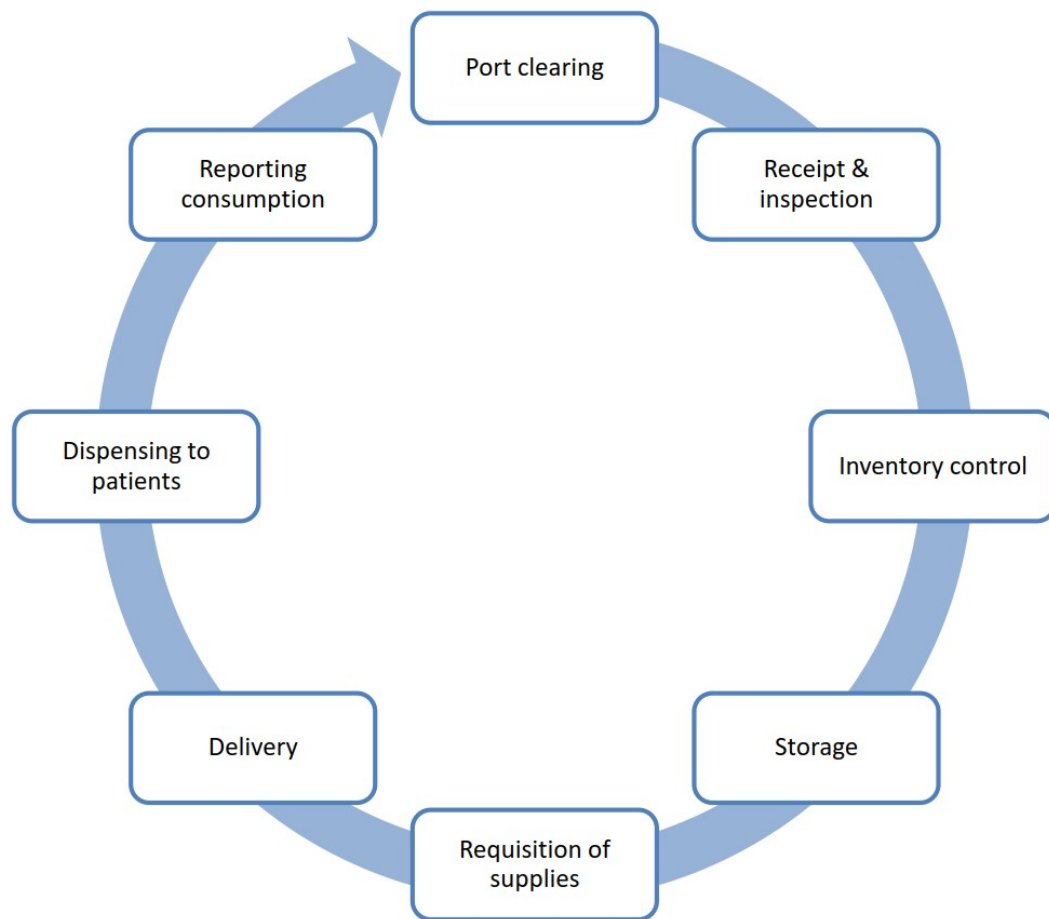 Port clearing
Receipt &
inspection
Inventory control
Storage
Requisition of
supplies
Delivery
Dispensing to
patients
Reporting
consumption